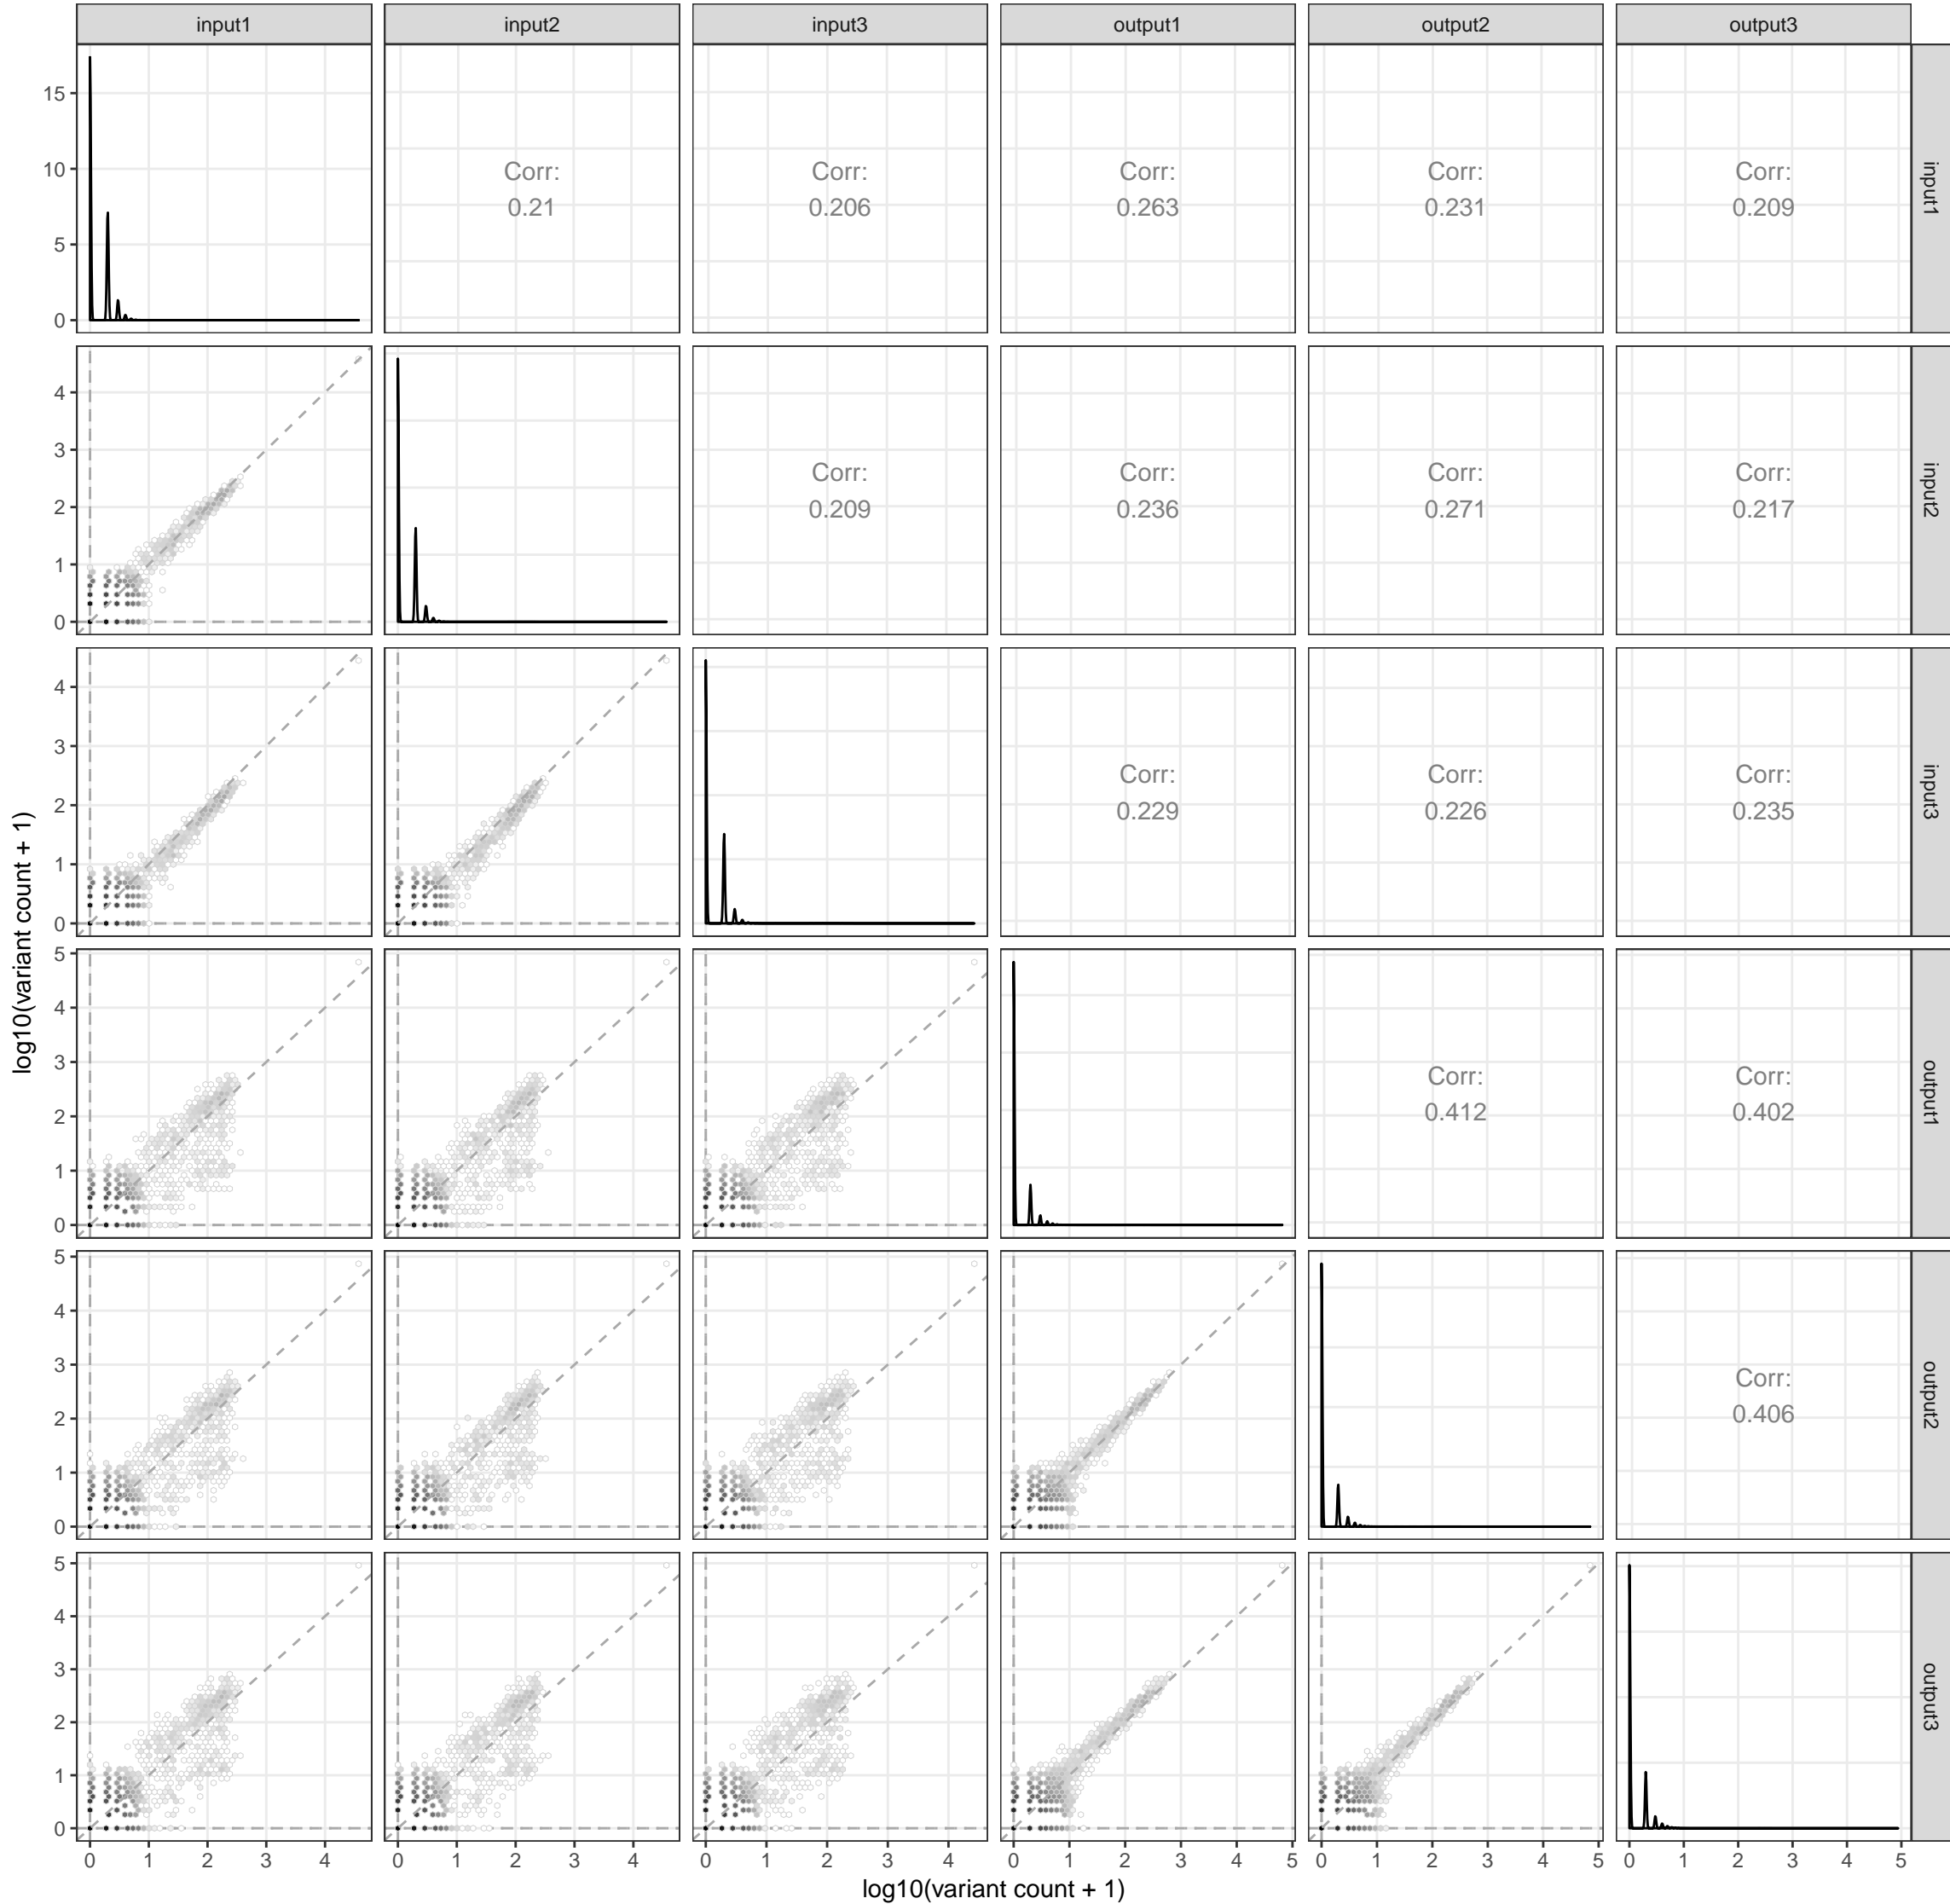 input1 input2 input3 output1 output2 output3
15
10
5
0
Corr:
0.21
Corr:
0.206
Corr:
0.263
Corr:
0.231
Corr:
0.209
input1
4
3
2
1
0
Corr:
0.209
Corr:
0.236
Corr:
0.271
Corr:
0.217
input2
4
3
2
1
0
Corr:
0.229
Corr:
0.226
Corr:
0.235
input3
log10(variant count + 1)
5
4
3
2
1
0
Corr:
0.412
Corr:
0.402
output1
5
4
3
2
1
0
Corr:
0.406
output2
5
4
3
2
1
0
output3
0 1 2 3 4 0 1 2 3 4 0 1 2 3 4 0 1 2 3 4 5 0 1 2 3 4 5 0 1 2 3 4 5
log10(variant count + 1)